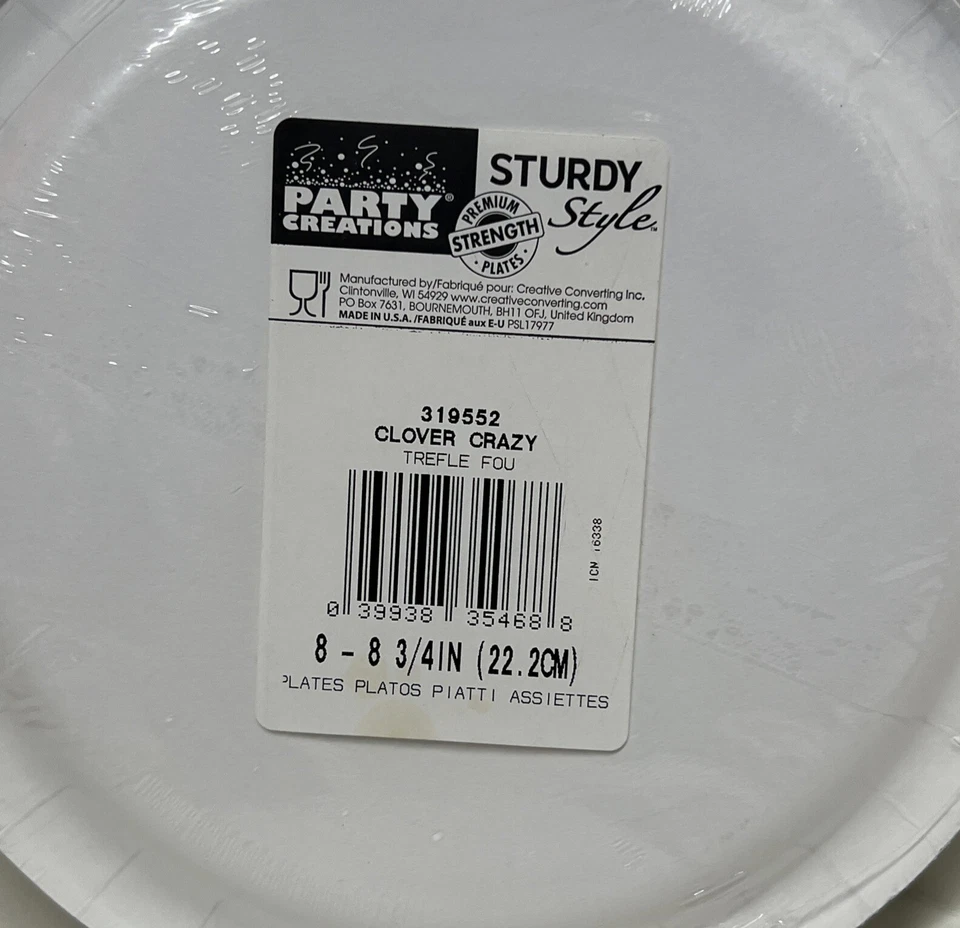 PARTY®
CREATIONS
STURDY
Style™
PREMIUM
STRENGTH
• PLATES •
Manufactured by/Fabriqué pour: Creative Converting Inc.
Clintonville, WI 54929 www.creativeconverting.com
PO Box 7631, BOURNEMOUTH, BH11 OFJ, United Kingdom
MADE IN U.S.A. /FABRIQUÉ aux E-U PSL17977
319552
CLOVER CRAZY
TREFLE FOU
ICN 16338
0 39938 35468 8
8 - 8 3/4IN (22.2CM)
PLATES PLATOS PIATTI ASSIETTES